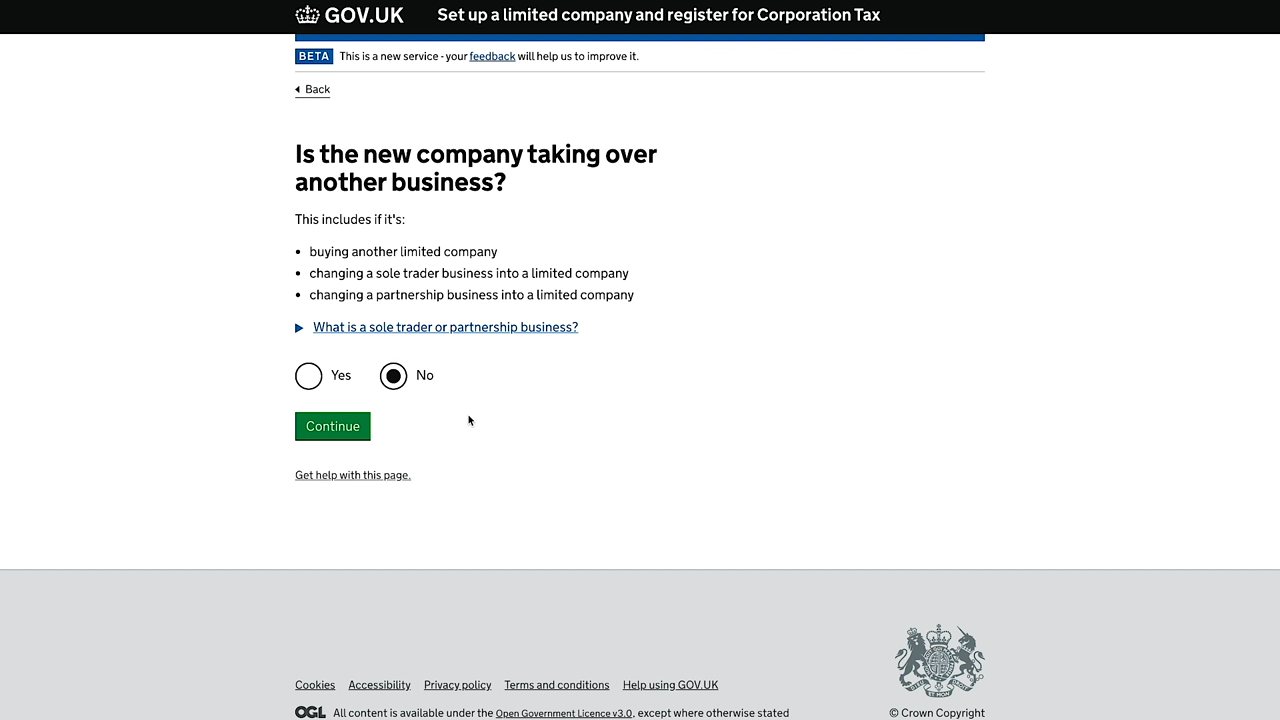 GOV.UK Set up a limited company and register for Corporation Tax
BETA This is a new service - your feedback will help us to improve it.
Back
Is the new company taking over
another business?
This includes if it's:
• buying another limited company
• changing a sole trader business into a limited company
• changing a partnership business into a limited company
What is a sole trader or partnership business?
Yes No
Continue
Get help with this page.
Cookies Accessibility Privacy policy Terms and conditions Help using GOV.UK
OGL All content is available under the Open Government Licence v3.0, except where otherwise stated
© Crown Copyright